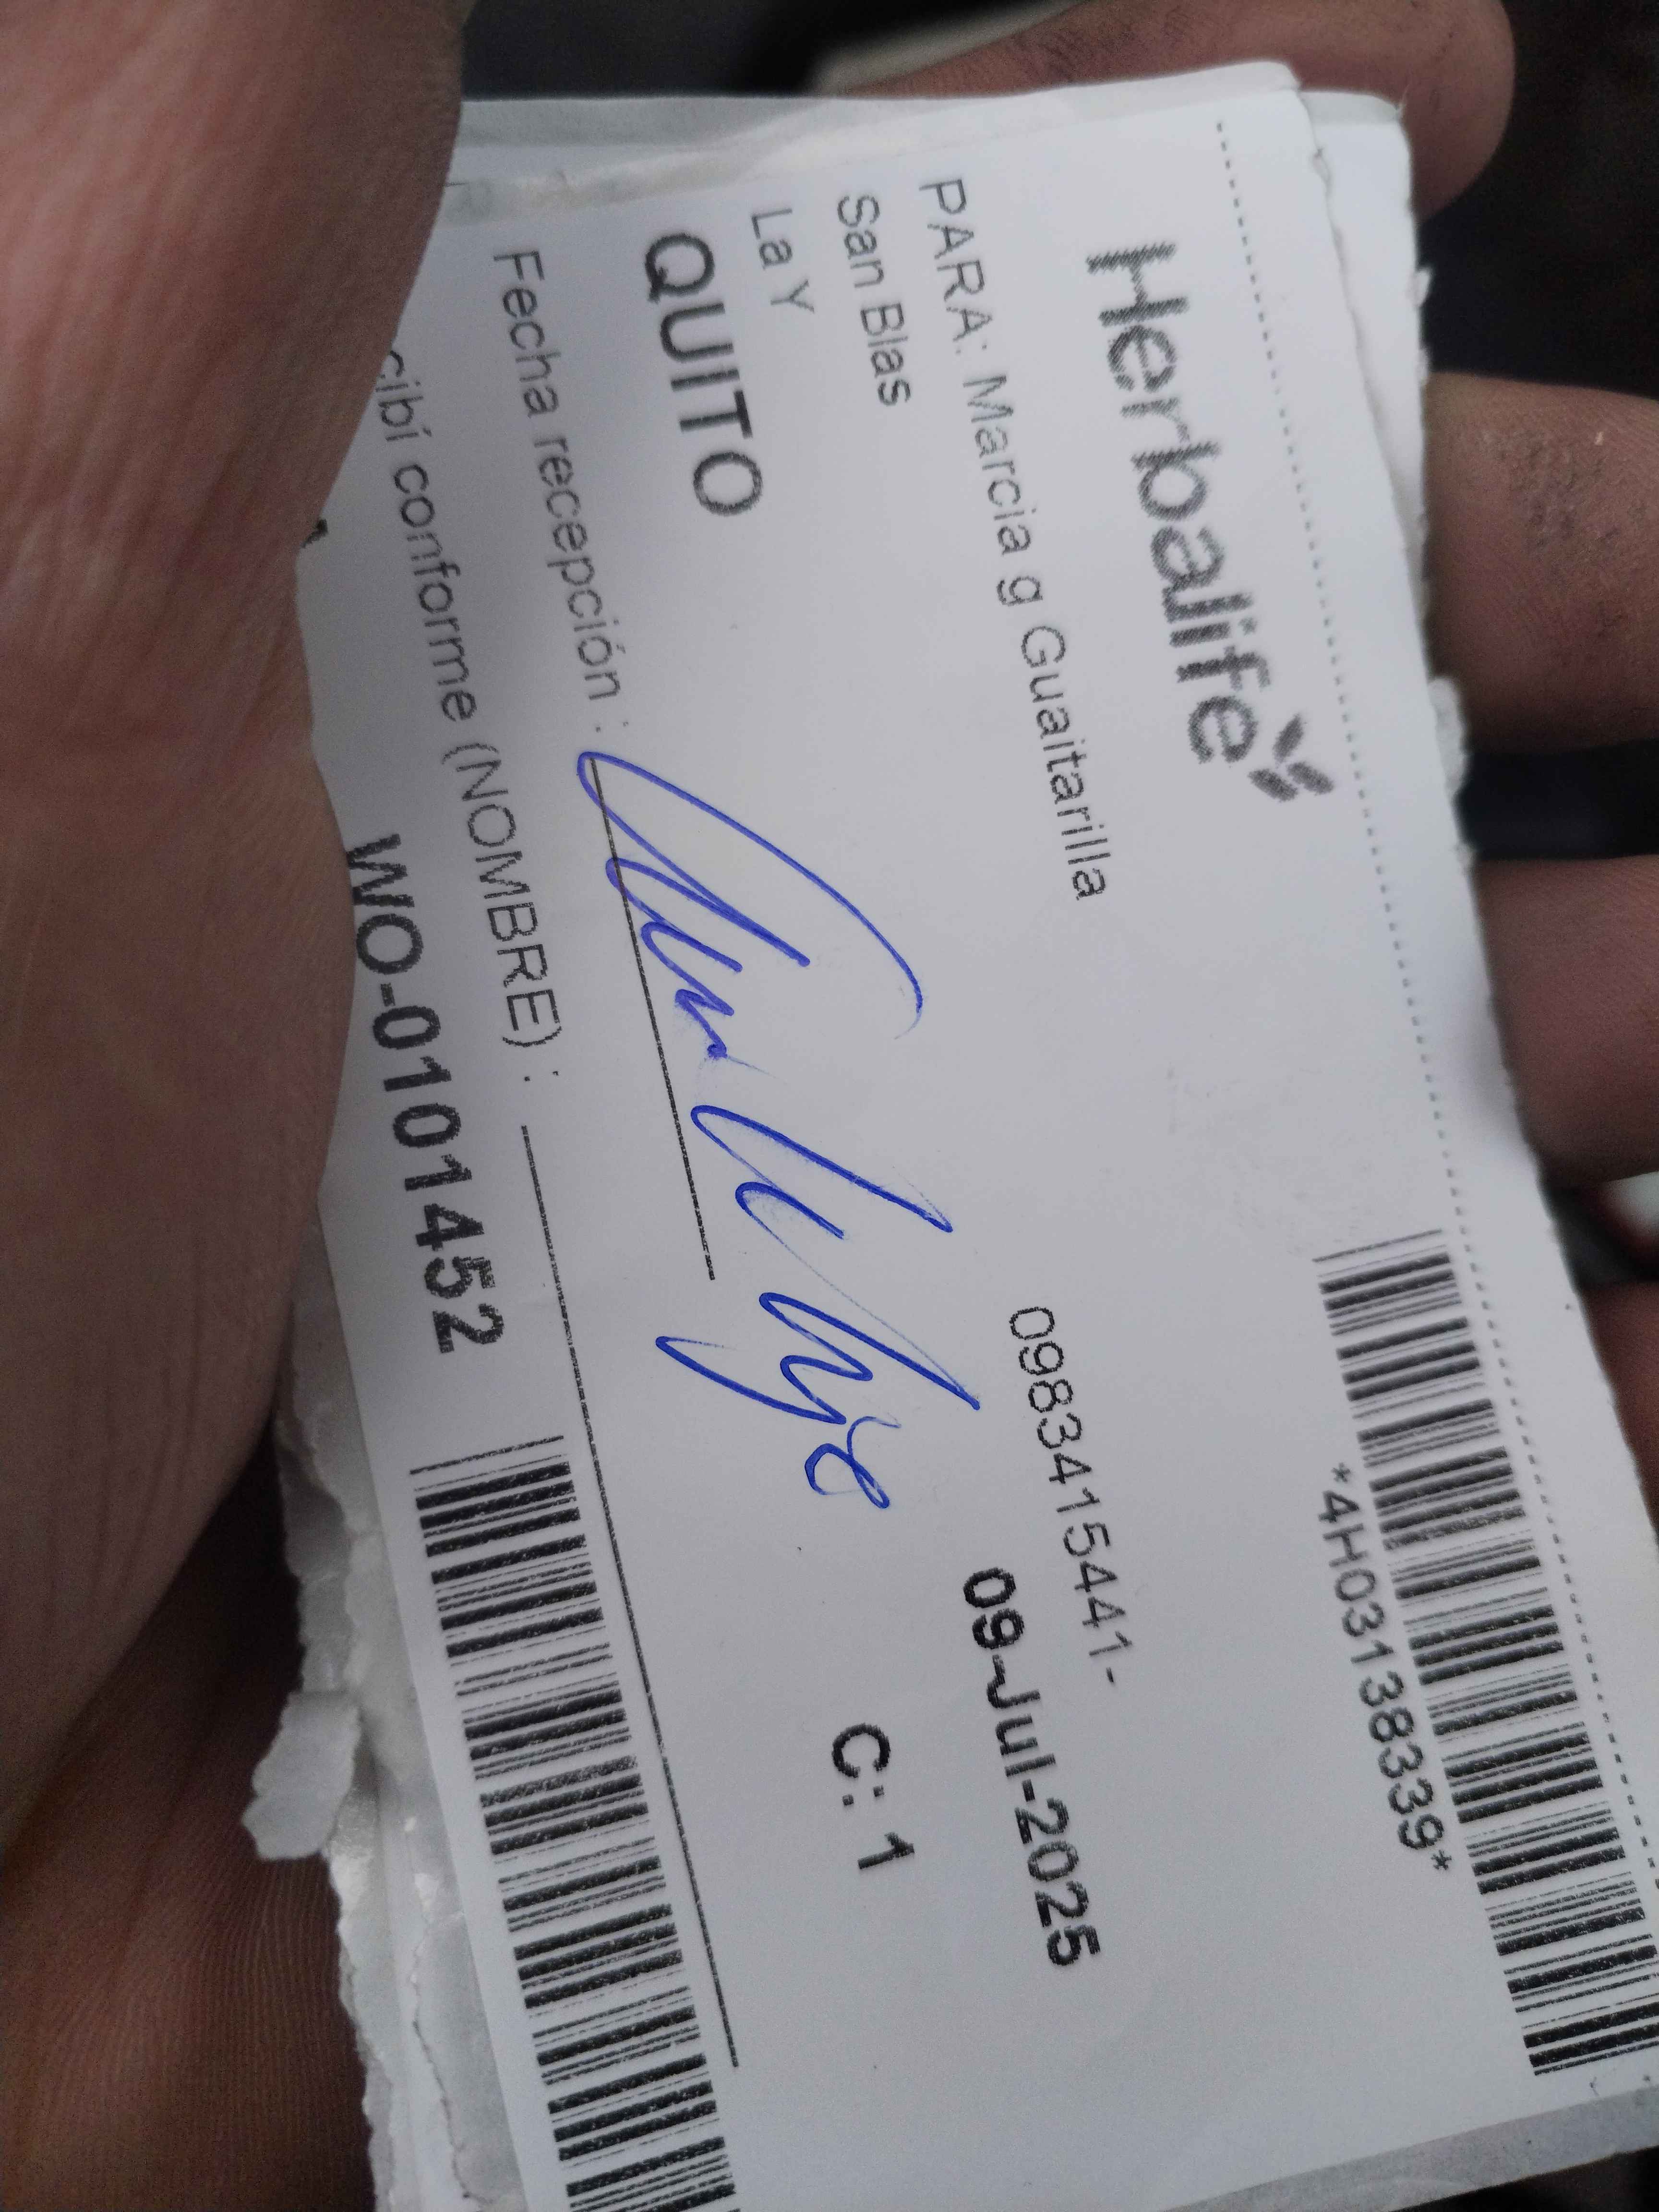 Herbalife
*4H03138339*
PARA: Marcia g Guaitarilla
0983415441-
San Blas
09-Jul-2025
La Y
QUITO
C: 1
Fecha recepción :
cibí conforme (NOMBRE) :
WO-0101452